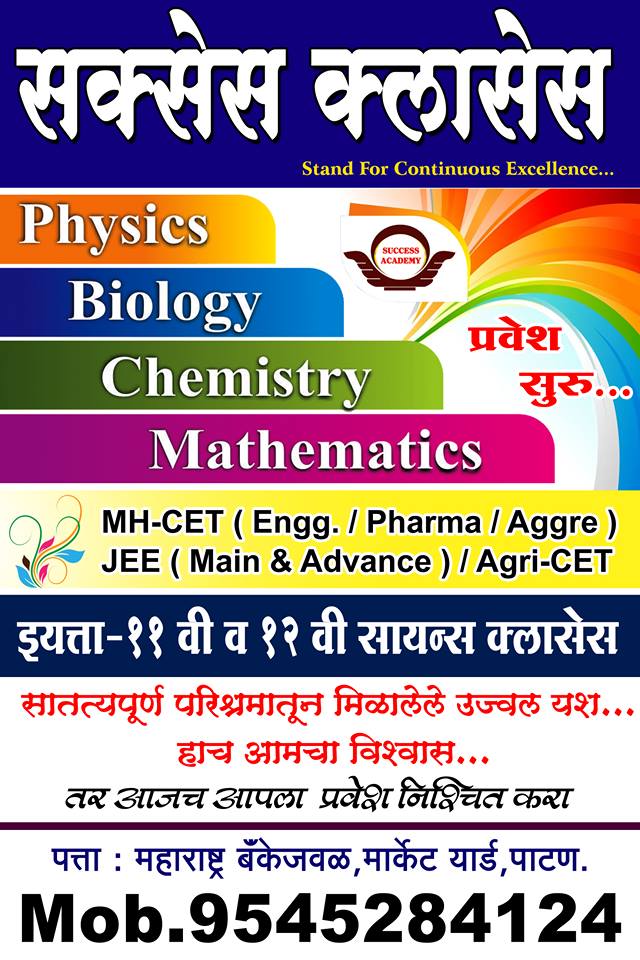 सक्सेस क्लासेस
Stand For Continuous Excellence...
Physics
SUCCESS
ACADEMY
Biology
प्रवेश
Chemistry
सुरु...
Mathematics
MH-CET ( Engg. / Pharma / Aggre )
JEE ( Main & Advance ) / Agri-CET
इयत्ता-११ वी व १२ वी सायन्स क्लासेस
सातत्यपूर्ण परिश्रमातून मिळालेले उज्वल यश...
हाच आमचा विश्वास...
तर आजच आपला प्रवेश निश्चित करा
पत्ता : महाराष्ट्र बँकेजवळ,मार्केट यार्ड,पाटण.
Mob.9545284124